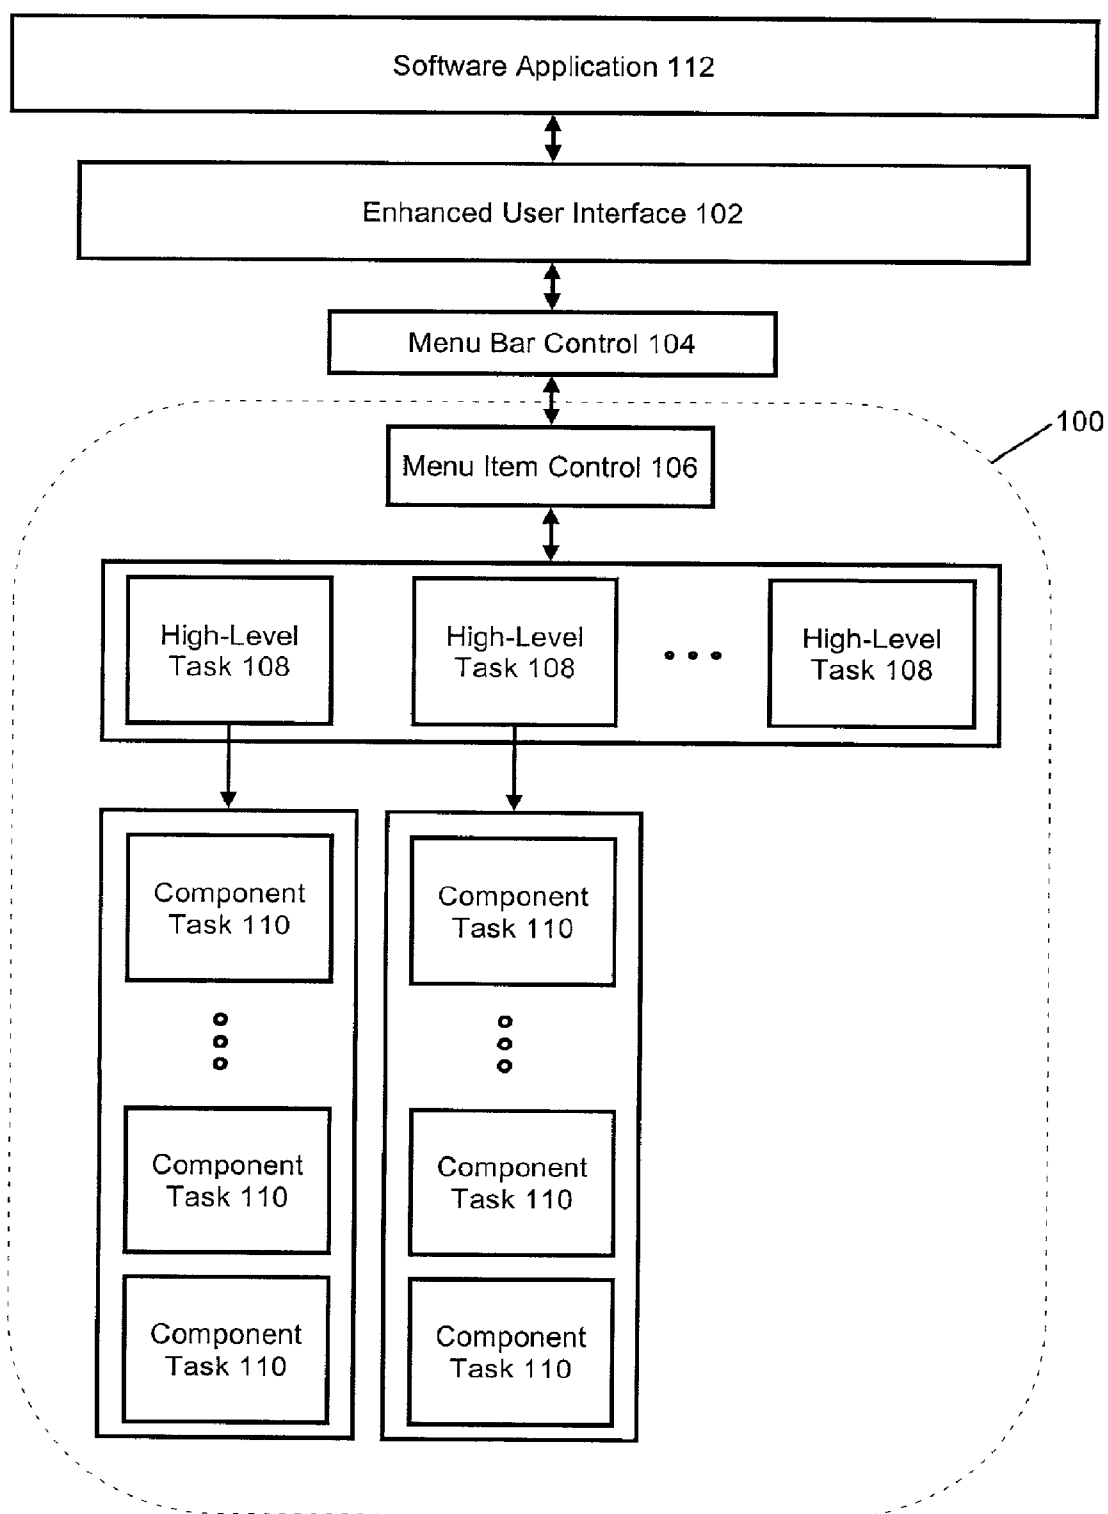 Software Application 112
Enhanced User Interface 102
Menu Bar Control 104
100
Menu Item Control 106
High-Level
Task 108
High-Level
Task 108
High-Level
Task 108
Component
Task 110
Component
Task 110
Component
Task 110
Component
Task 110
Component
Task 110
Component
Task 110